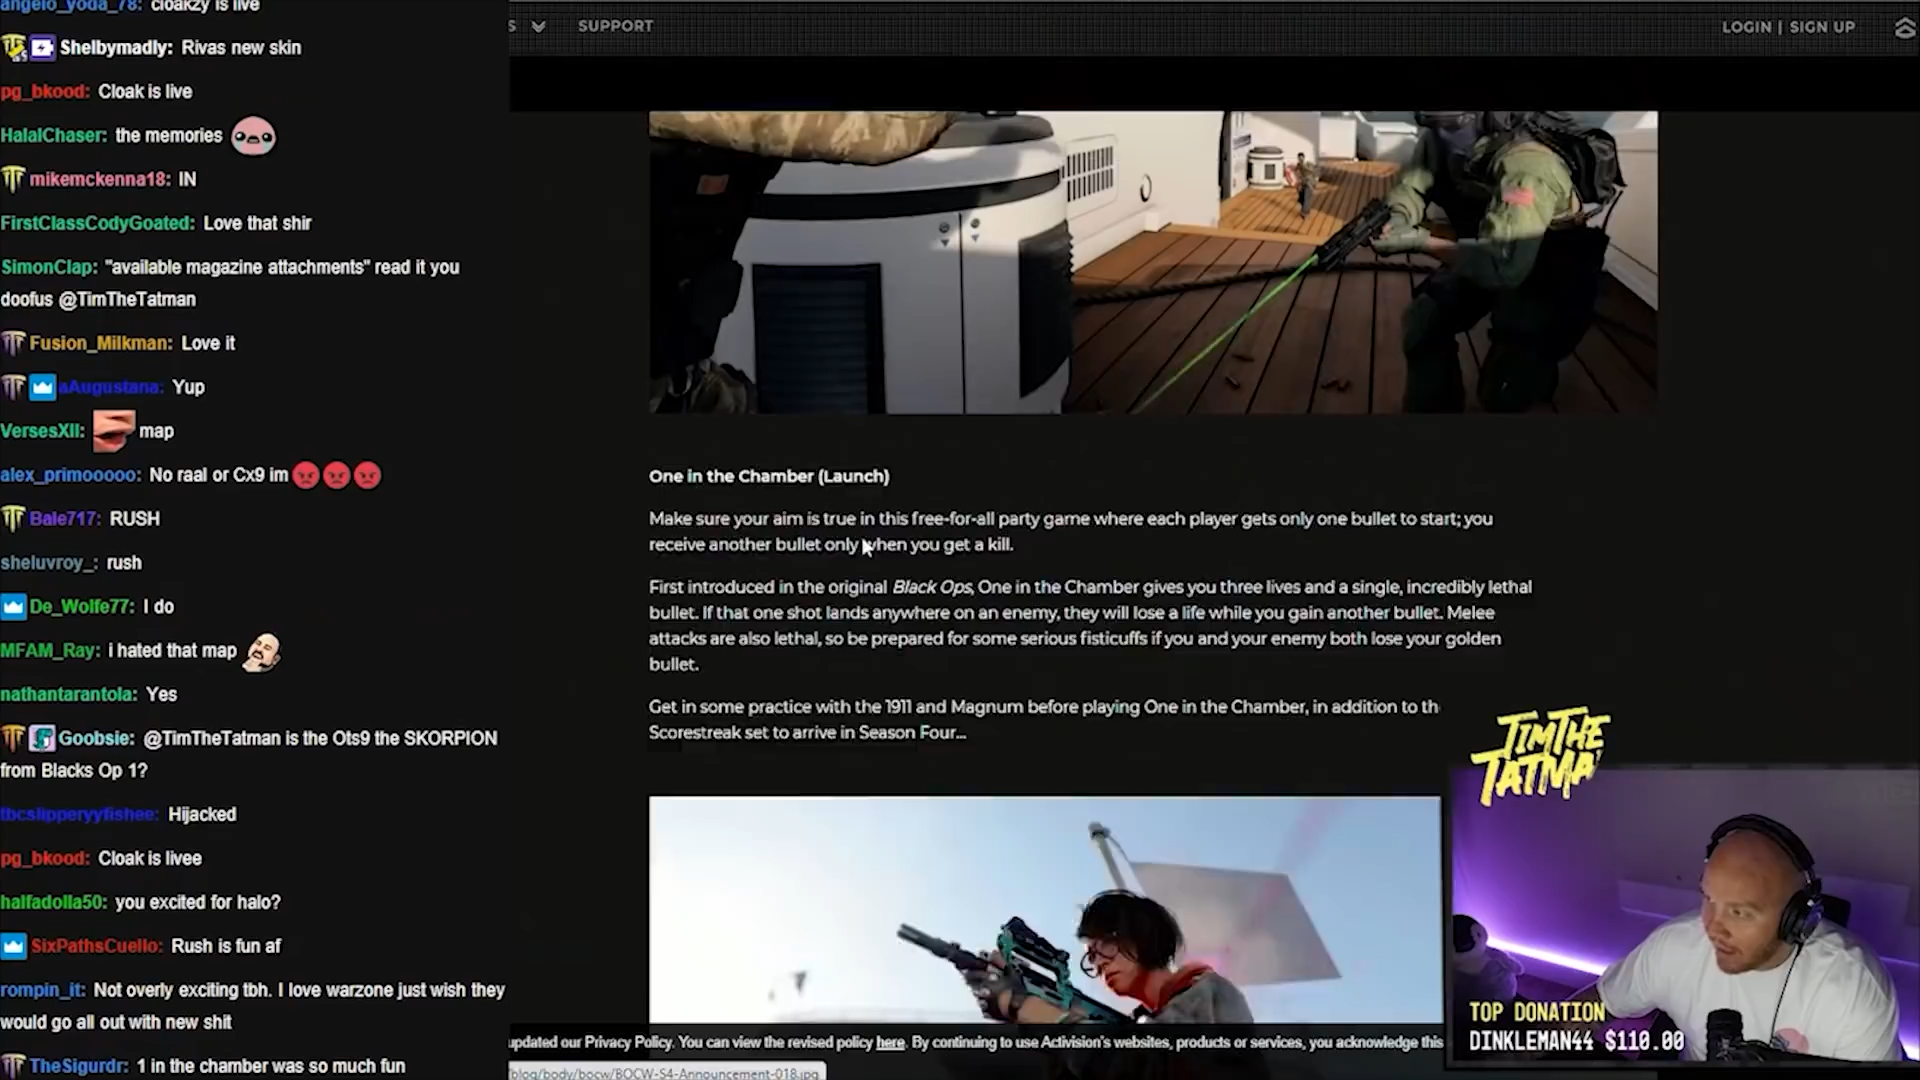 angelo_yoda_78: cloakzy is live
Shelbymadly: Rivas new skin
pg_bkood: Cloak is live
HalalChaser: the memories
mikemckenna18: IN
FirstClassCodyGoated: Love that shir
SimonClap: "available magazine attachments" read it you
doofus @TimTheTatman
Fusion_Milkman: Love it
aAugustana: Yup
VersesXII: map
alex_primooooo: No raal or Cx9 im
Bale717: RUSH
sheluvroy_: rush
De_Wolfe77: I do
MFAM_Ray: i hated that map
nathantarantola: Yes
Goobsie: @TimTheTatman is the Ots9 the SKORPION
from Blacks Op 1?
tbcslipperyyfishee: Hijacked
pg_bkood: Cloak is livee
halfadolla50: you excited for halo?
SixPathsCuello: Rush is fun af
rompin_it: Not overly exciting tbh. I love warzone just wish they
would go all out with new shit
TheSigurdr: 1 in the chamber was so much fun
S SUPPORT
LOGIN | SIGN UP
One in the Chamber (Launch)
Make sure your aim is true in this free-for-all party game where each player gets only one bullet to start; you
receive another bullet only when you get a kill.
First introduced in the original Black Ops, One in the Chamber gives you three lives and a single, incredibly lethal
bullet. If that one shot lands anywhere on an enemy, they will lose a life while you gain another bullet. Melee
attacks are also lethal, so be prepared for some serious fisticuffs if you and your enemy both lose your golden
bullet.
Get in some practice with the 1911 and Magnum before playing One in the Chamber, in addition to th
Scorestreak set to arrive in Season Four...
TIMTHE
TATMA
TOP DONATION
DINKLEMAN44 $110.00
updated our Privacy Policy. You can view the revised policy here. By continuing to use Activision's websites, products or services, you acknowledge this
blog/body/bocw/BOCW-S4-Announcement-018.jpg